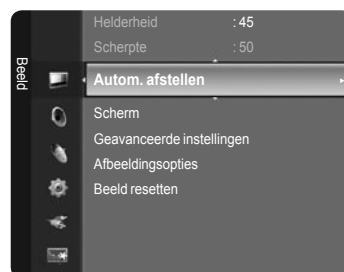 Beeld
Helderheid : 45
Scherpte : 50
Autom. afstellen
Scherm
Geavanceerde instellingen
Afbeeldingsopties
Beeld resetten